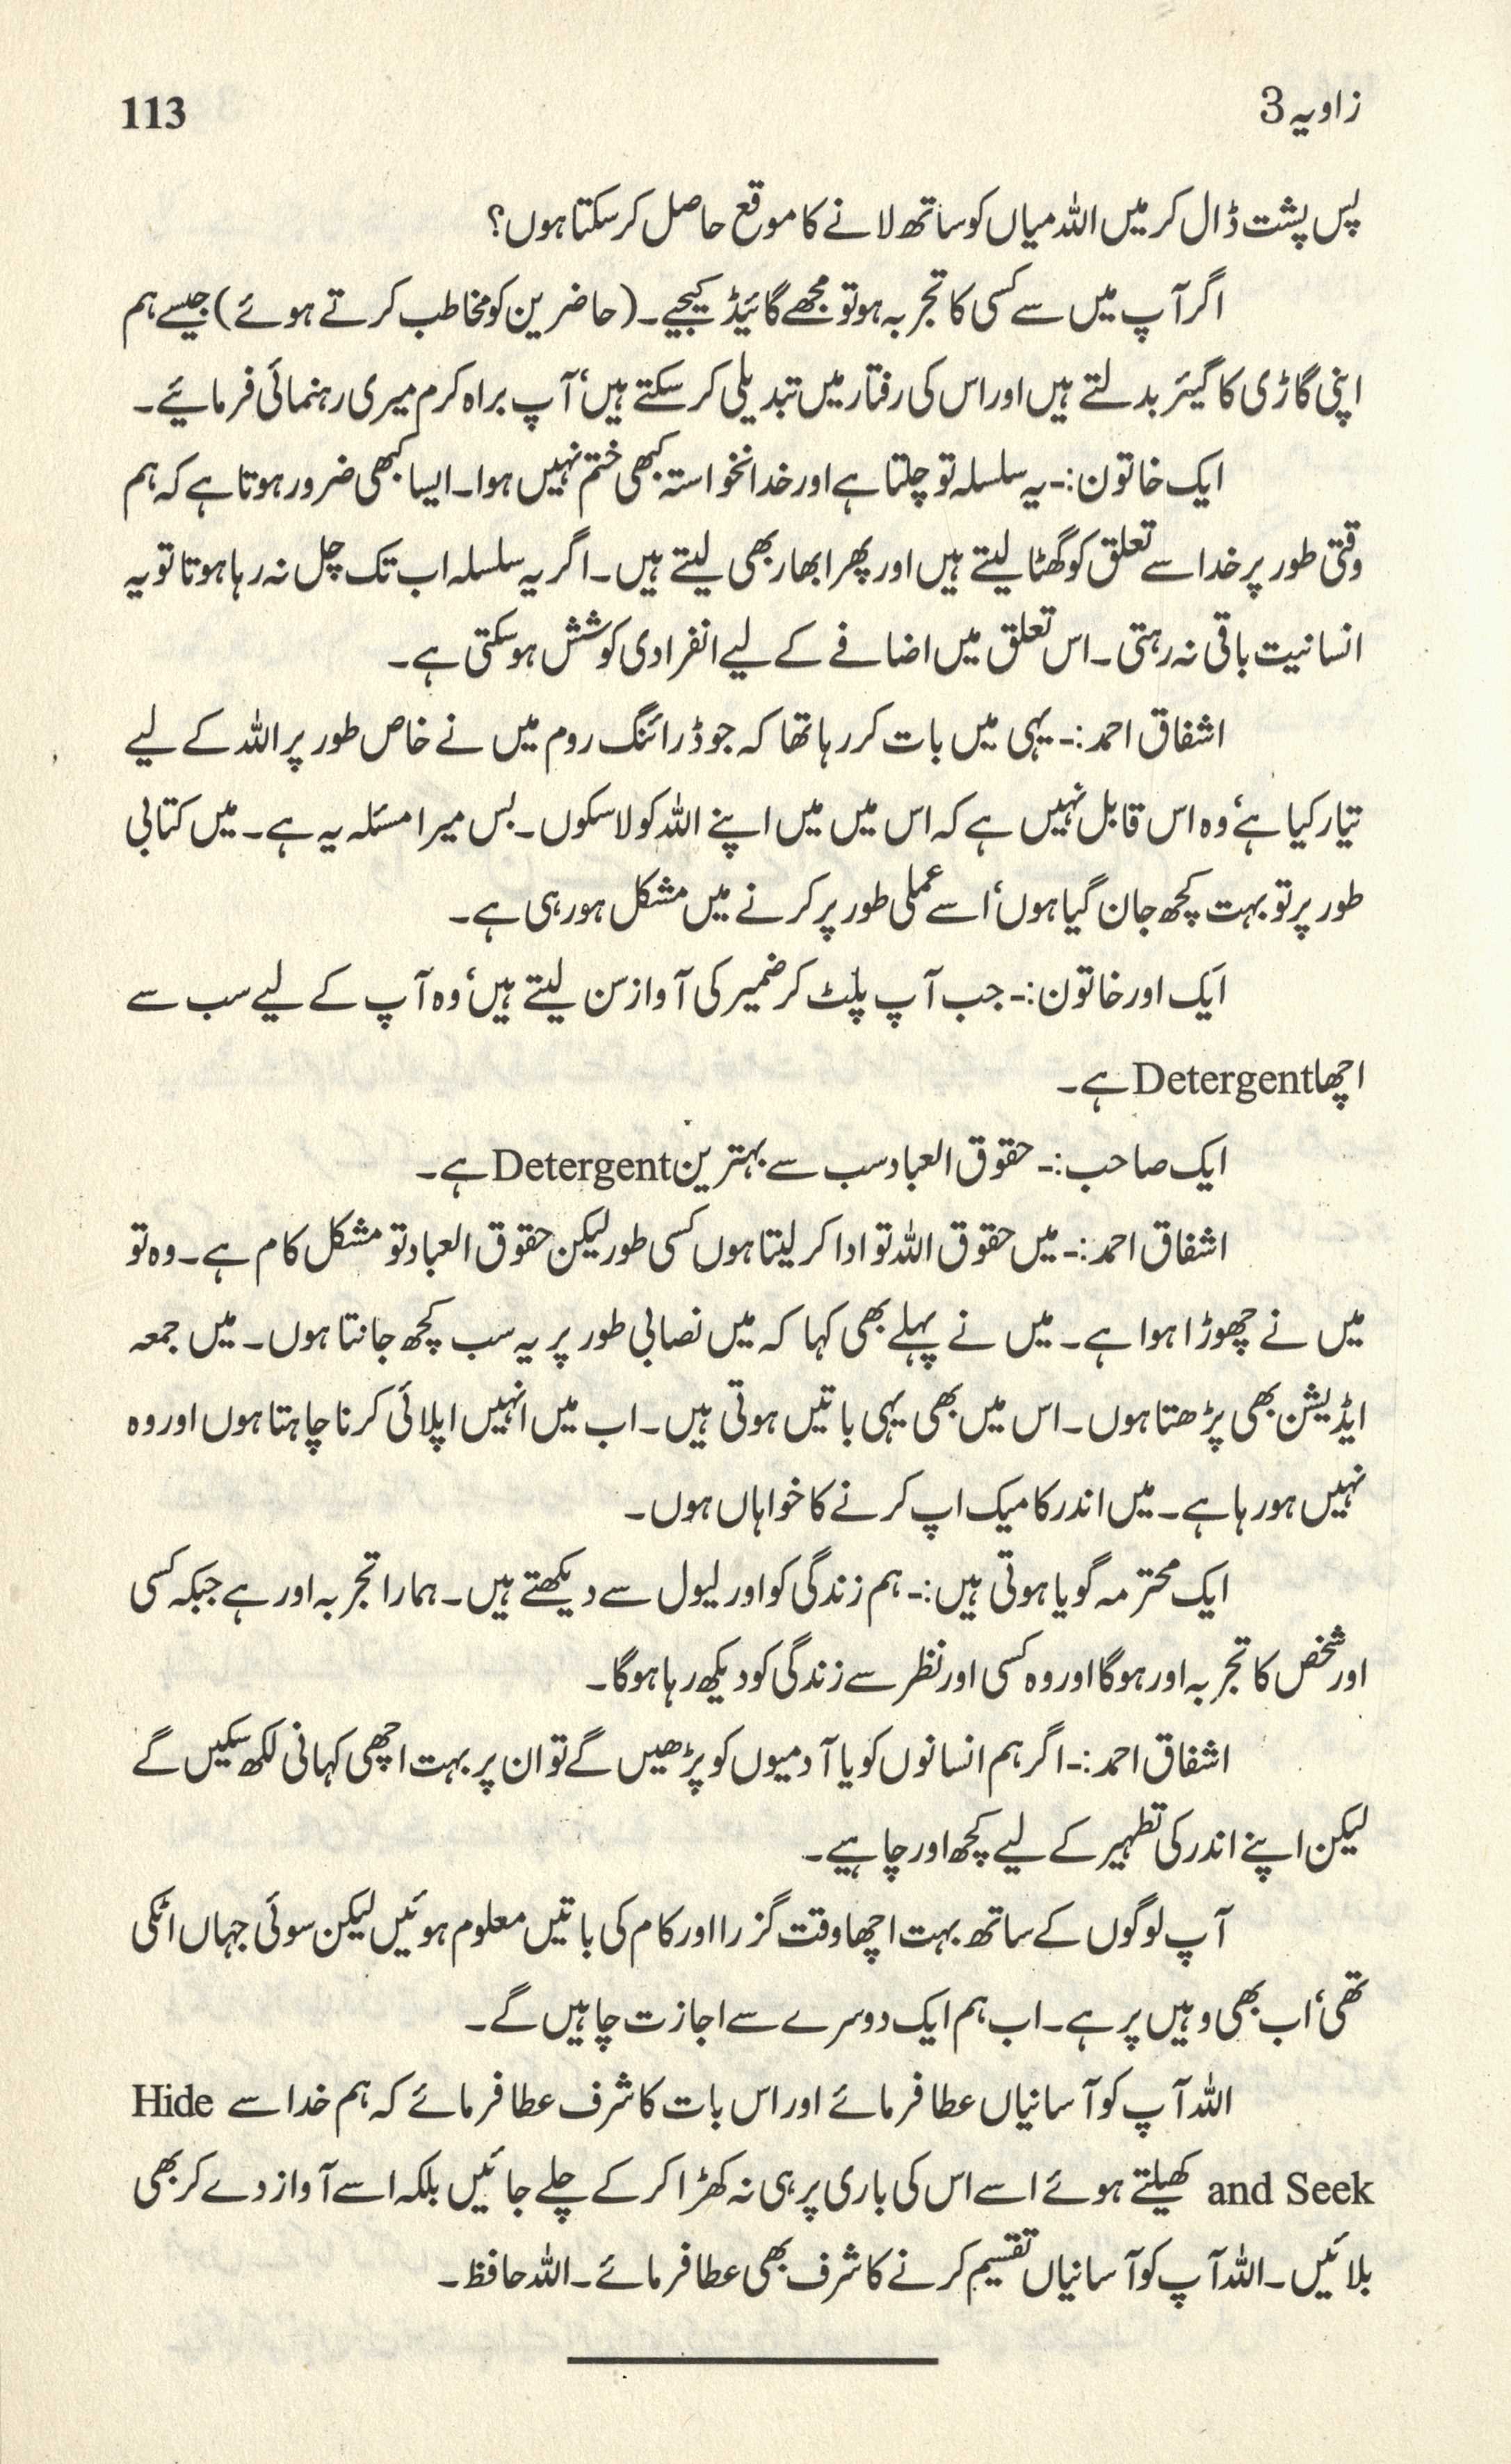 زاویہ 3
113
پس پشت ڈال کر میں اللہ میاں کو ساتھ لانے کا موقع حاصل کر سکتا ہوں؟
اگر آپ میں سے کسی کا تجربہ ہو تو مجھے گائیڈ کیجیے۔ (حاضرین کو مخاطب کرتے ہوئے) جیسے ہم
اپنی گاڑی کا گیئر بدلتے ہیں اور اس کی رفتار میں تبدیلی کر سکتے ہیں‘ آپ براہ کرم میری رہنمائی فرمائیے۔
ایک خاتون:۔ یہ سلسلہ تو چلتا ہے اور خدانخواستہ کبھی ختم نہیں ہوا۔ ایسا کبھی ضرور ہوتا ہے کہ ہم
وقتی طور پر خدا سے تعلق کو گھٹا لیتے ہیں اور پھر ابھار بھی لیتے ہیں۔ اگر یہ سلسلہ اب تک چل نہ رہا ہوتا تو یہ
انسانیت باقی نہ رہتی۔ اس تعلق میں اضافے کے لیے انفرادی کوشش ہو سکتی ہے۔
اشفاق احمد:۔ یہی میں بات کر رہا تھا کہ جو ڈرائنگ روم میں نے خاص طور پر اللہ کے لیے
تیار کیا ہے‘ وہ اس قابل نہیں ہے کہ اس میں میں اپنے اللہ کو لا سکوں۔ بس میرا مسئلہ یہ ہے۔ میں کتابی
طور پر تو بہت کچھ جان گیا ہوں‘ اسے عملی طور پر کرنے میں مشکل ہو رہی ہے۔
ایک اور خاتون:۔ جب آپ پلٹ کر ضمیر کی آواز سن لیتے ہیں‘ وہ آپ کے لیے سب سے
اچھا Detergent ہے۔
ایک صاحب:۔ حقوق العباد سب سے بہترین Detergent ہے۔
اشفاق احمد:۔ میں حقوق اللہ تو ادا کر لیتا ہوں کسی طور لیکن حقوق العباد تو مشکل کام ہے۔ وہ تو
میں نے چھوڑا ہوا ہے۔ میں نے پہلے بھی کہا کہ میں نصابی طور پر یہ سب کچھ جانتا ہوں۔ میں جمعہ
ایڈیشن بھی پڑھتا ہوں۔ اس میں بھی یہی باتیں ہوتی ہیں۔ اب میں انہیں اپلائی کرنا چاہتا ہوں اور وہ
نہیں ہو رہا ہے۔ میں اندر کا میک اپ کرنے کا خواہاں ہوں۔
ایک محترمہ گویا ہوتی ہیں:۔ ہم زندگی کو اور لیول سے دیکھتے ہیں۔ ہمارا تجربہ اور ہے جبکہ کسی
اور شخص کا تجربہ اور ہوگا اور وہ کسی اور نظر سے زندگی کو دیکھ رہا ہوگا۔
اشفاق احمد:۔ اگر ہم انسانوں کو یا آدمیوں کو پڑھیں گے تو ان پر بہت اچھی کہانی لکھ سکیں گے
لیکن اپنے اندر کی تطہیر کے لیے کچھ اور چاہیے۔
آپ لوگوں کے ساتھ بہت اچھا وقت گزرا اور کام کی باتیں معلوم ہوئیں لیکن سوئی جہاں اٹکی
تھی‘ اب بھی وہیں پر ہے۔ اب ہم ایک دوسرے سے اجازت چاہیں گے۔
اللہ آپ کو آسانیاں عطا فرمائے اور اس بات کا شرف عطا فرمائے کہ ہم خدا سے Hide
and Seek کھیلتے ہوئے اسے اس کی باری پر ہی نہ کھڑا کر کے چلے جائیں بلکہ اسے آواز دے کر بھی
بلائیں۔ اللہ آپ کو آسانیاں تقسیم کرنے کا شرف بھی عطا فرمائے۔ اللہ حافظ۔